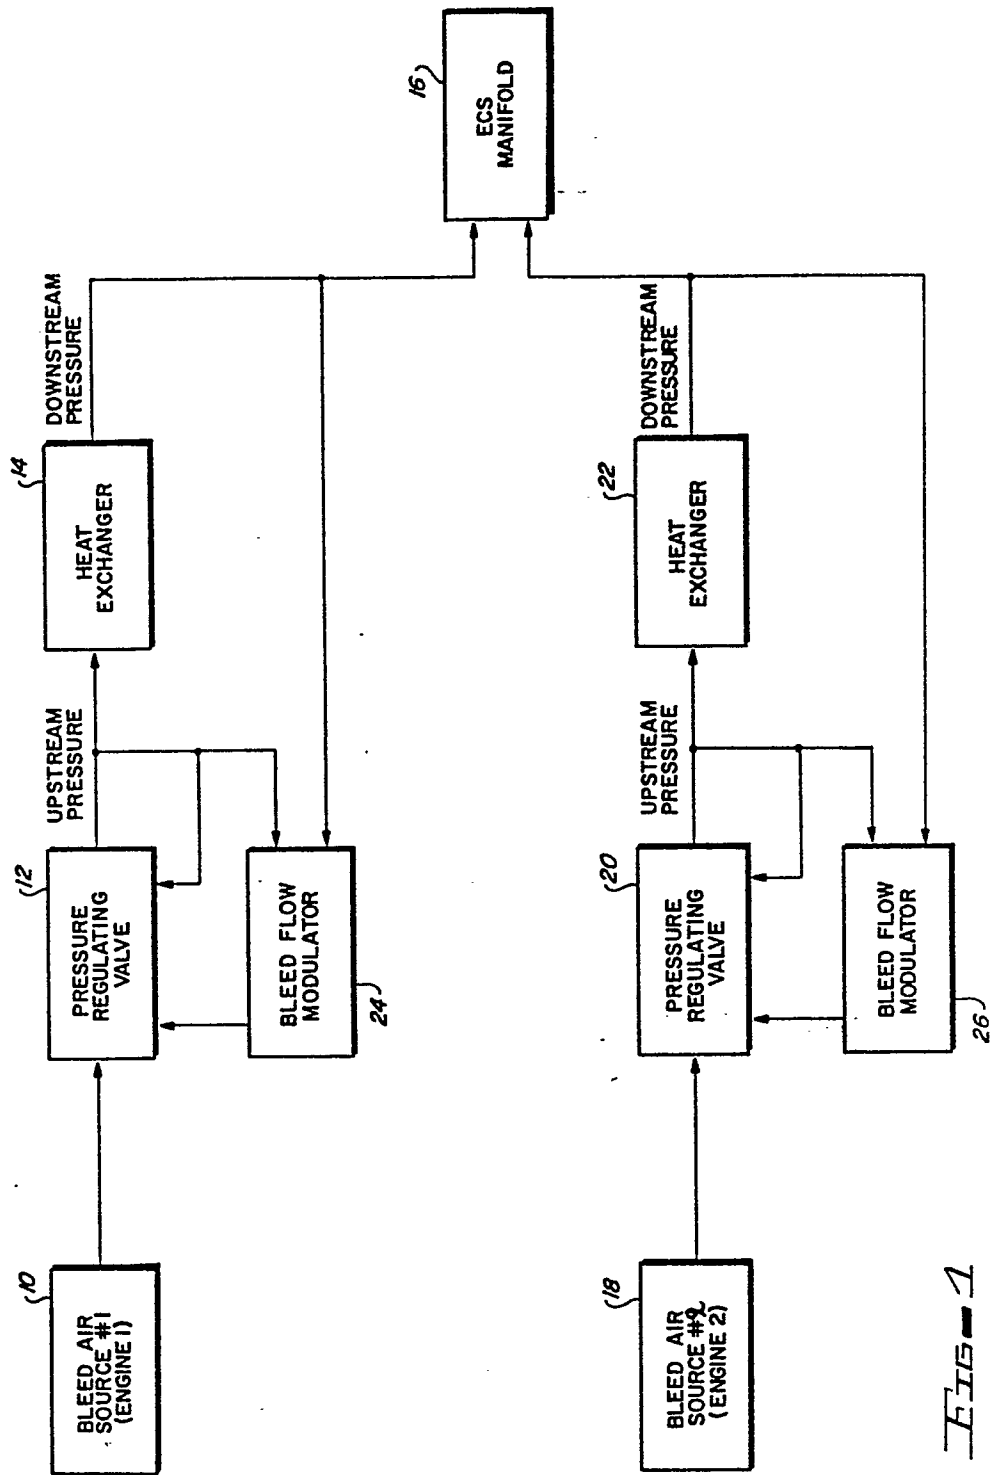 10
BLEED AIR
SOURCE #1
(ENGINE 1)
12
PRESSURE
REGULATING
VALVE
UPSTREAM
PRESSURE
14
HEAT
EXCHANGER
DOWNSTREAM
PRESSURE
BLEED FLOW
MODULATOR
24
16
ECS
MANIFOLD
18
BLEED AIR
SOURCE #2
(ENGINE 2)
20
PRESSURE
REGULATING
VALVE
UPSTREAM
PRESSURE
22
HEAT
EXCHANGER
DOWNSTREAM
PRESSURE
BLEED FLOW
MODULATOR
26
FIG-1